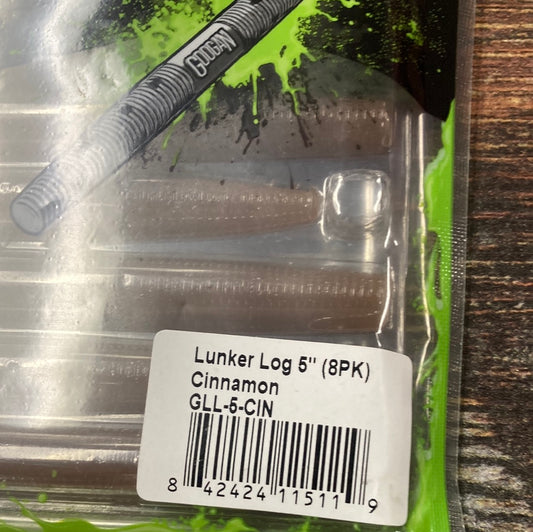 GOOGAN
Lunker Log 5" (8PK)
Cinnamon
GLL-5-CIN
8 42424 11511 9